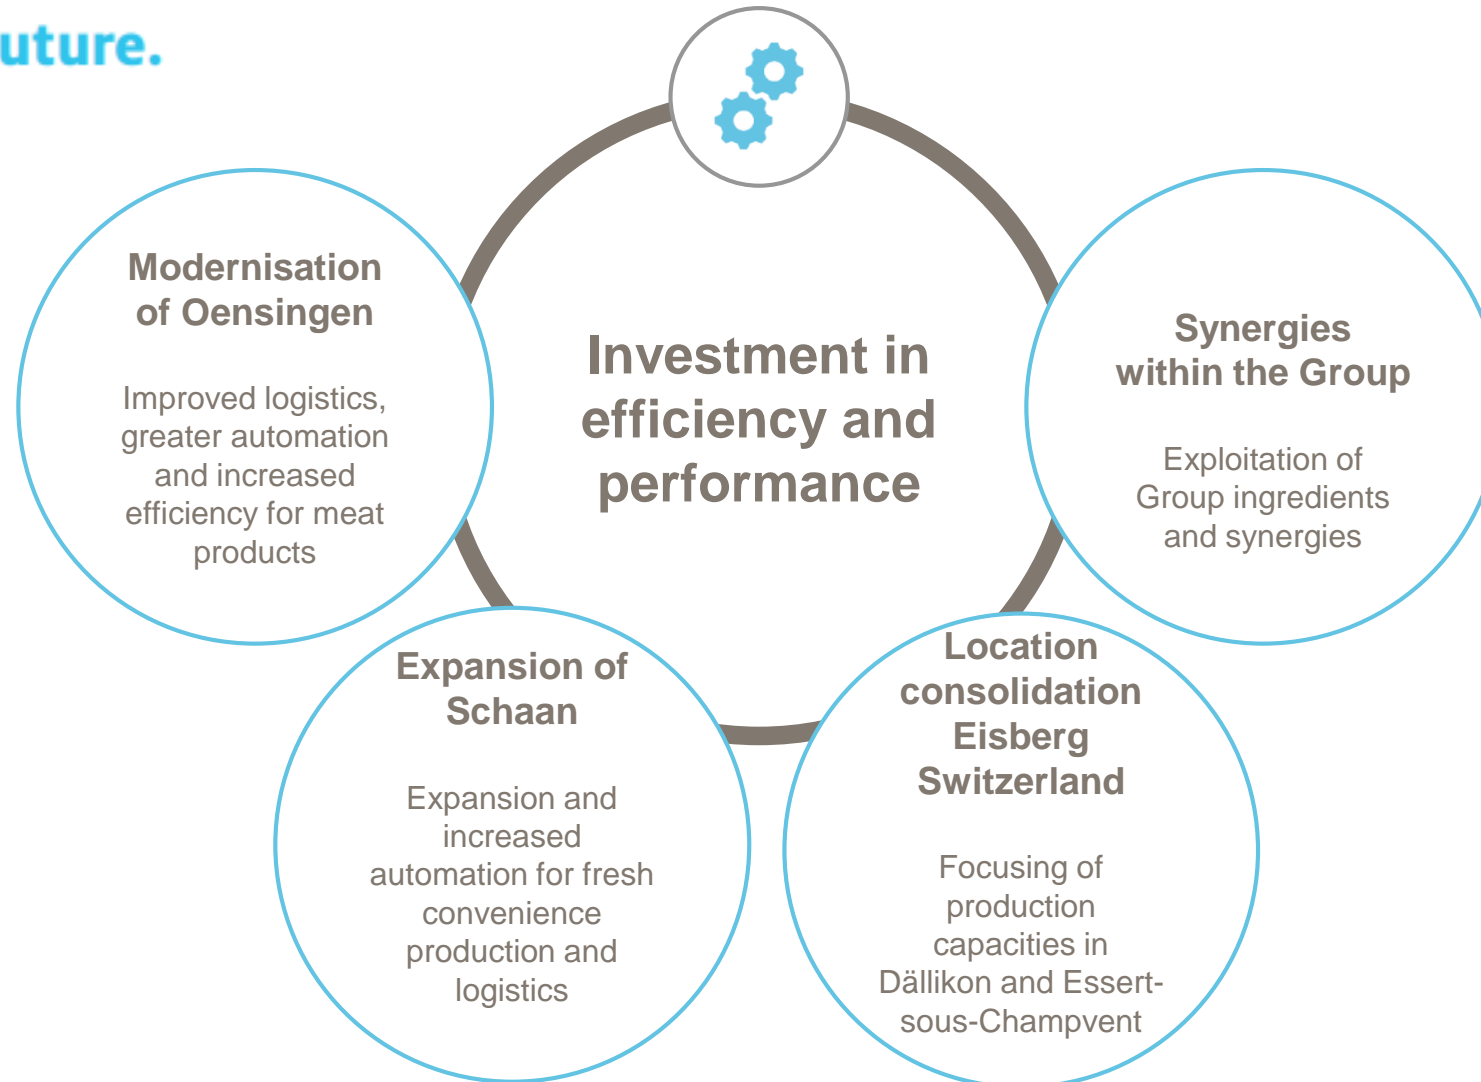 uture.
Modernisation
of Oensingen
Improved logistics,
greater automation
and increased
efficiency for meat
products
Investment in
efficiency and
performance
Synergies
within the Group
Exploitation of
Group ingredients
and synergies
Expansion of
Schaan
Expansion and
increased
automation for fresh
convenience
production and
logistics
Location
consolidation
Eisberg
Switzerland
Focusing of
production
capacities in
Dällikon and Essert-
sous-Champvent